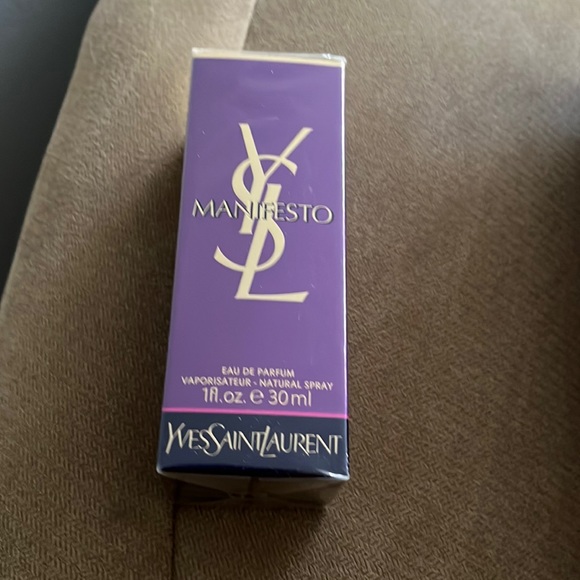 YSL
MANIFESTO
EAU DE PARFUM
VAPORISATEUR - NATURAL SPRAY
1fl.oz. e 30ml
YVESSAINTLAURENT